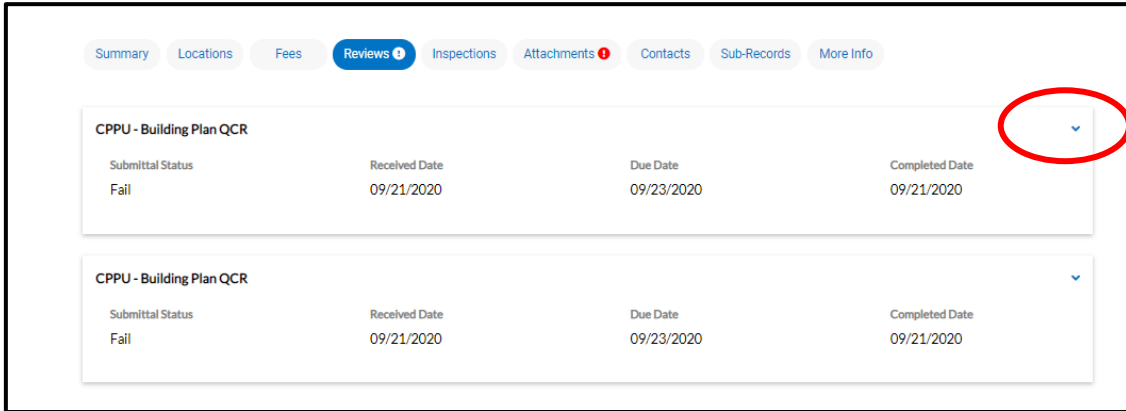 Summary Locations Fees Reviews Inspections Attachments Contacts Sub-Records More Info
CPPU - Building Plan QCR
Submittal Status Received Date Due Date Completed Date
Fail 09/21/2020 09/23/2020 09/21/2020
CPPU - Building Plan QCR
Submittal Status Received Date Due Date Completed Date
Fail 09/21/2020 09/23/2020 09/21/2020